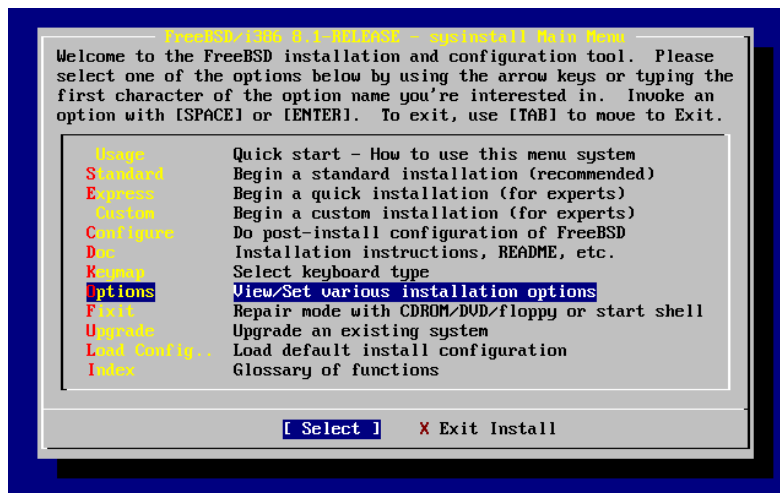 FreeBSD/i386 8.1-RELEASE - sysinstall Main Menu
Welcome to the FreeBSD installation and configuration tool.  Please
select one of the options below by using the arrow keys or typing the
first character of the option name you're interested in.  Invoke an
option with [SPACE] or [ENTER].  To exit, use [TAB] to move to Exit.
Usage Quick start - How to use this menu system
Standard Begin a standard installation (recommended)
Express Begin a quick installation (for experts)
Custom Begin a custom installation (for experts)
Configure Do post-install configuration of FreeBSD
Doc Installation instructions, README, etc.
Keymap Select keyboard type
Options View/Set various installation options
Fixit Repair mode with CDROM/DVD/floppy or start shell
Upgrade Upgrade an existing system
Load Config.. Load default install configuration
Index Glossary of functions
[ Select ] X Exit Install